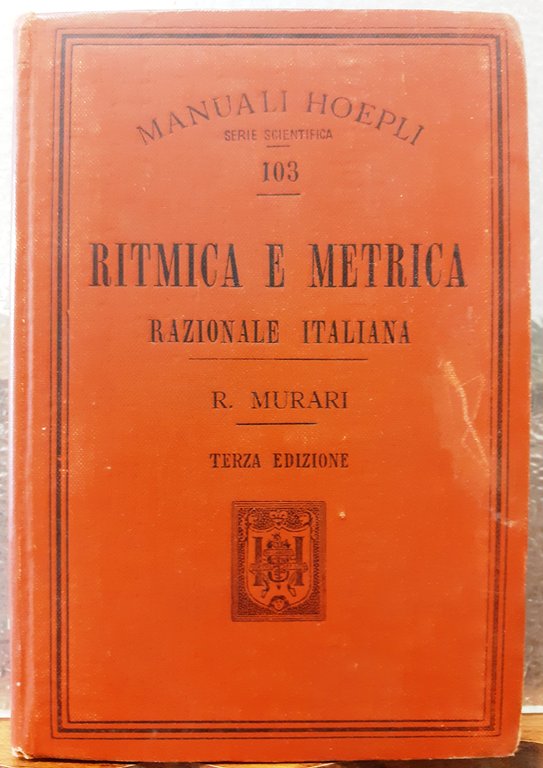 MANUALI HOEPLI
SERIE SCIENTIFICA
103
RITMICA E METRICA
RAZIONALE ITALIANA
R. MURARI
TERZA EDIZIONE